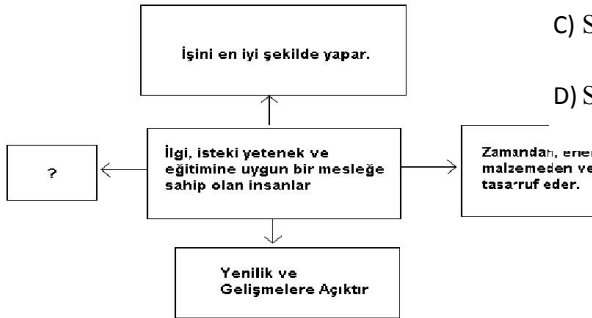 C) S
İşini en iyi şekilde yapar.
D) S
?
İlgi, isteki yetenek ve
eğitimine uygun bir mesleğe
sahip olan insanlar
Zamandan, ener
malzemeden ve
tasarruf eder.
Yenilik ve
Gelişmelere Açıktır